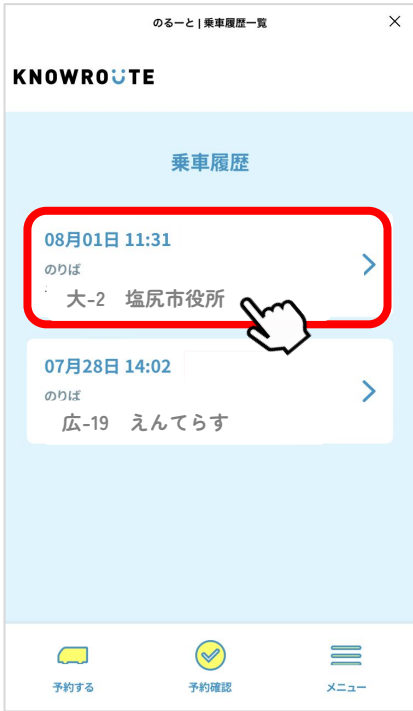 のるーと | 乗車履歴一覧
KNOWROUTE
乗車履歴
08月01日 11:31
のりば
大-2 塩尻市役所
07月28日 14:02
のりば
広-19 えんてらす
予約する 予約確認 メニュー